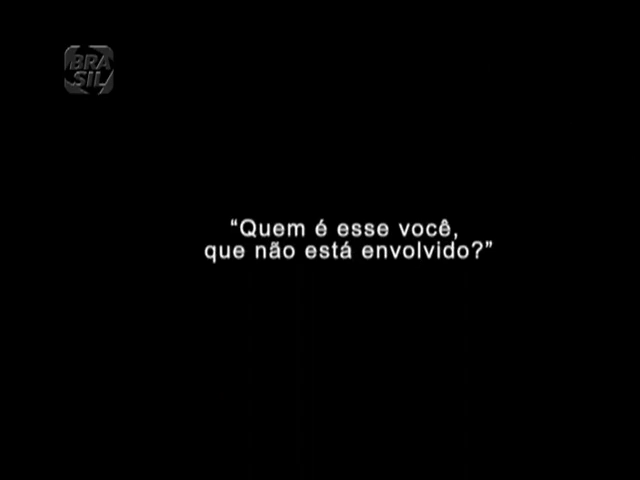 BRA
SIL
“Quem é esse você,
que não está envolvido?”